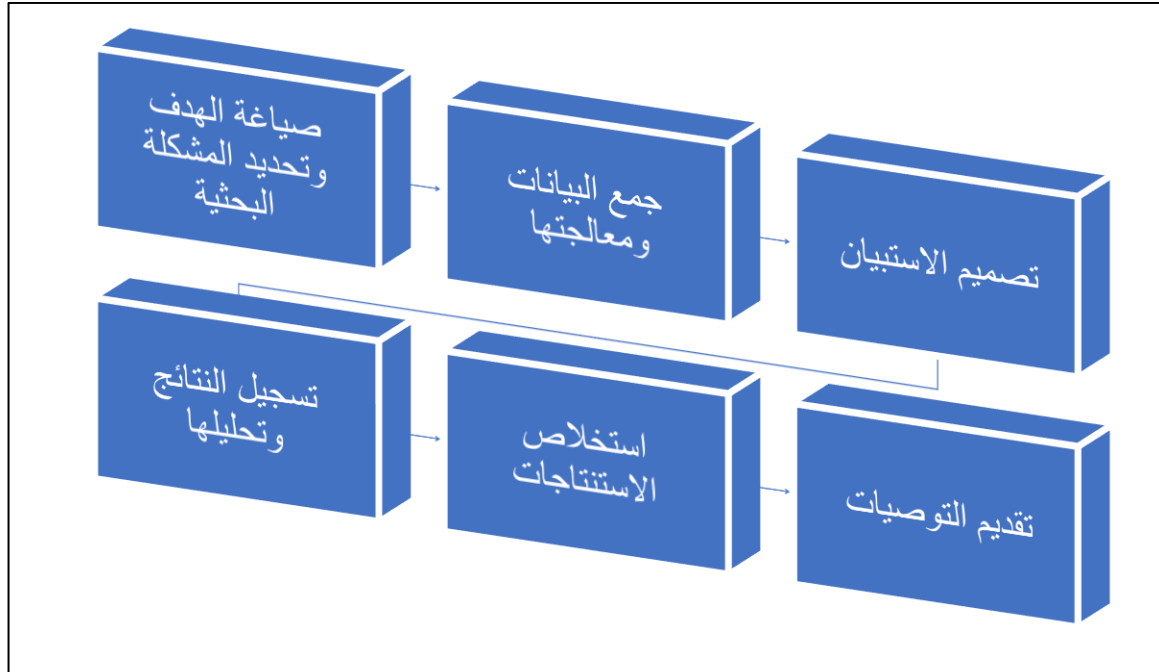 صياغة الهدف
وتحديد المشكلة
البحثية
جمع البيانات
ومعالجتها
تصميم الاستبيان
تسجيل النتائج
وتحليلها
استخلاص
الاستنتاجات
تقديم التوصيات